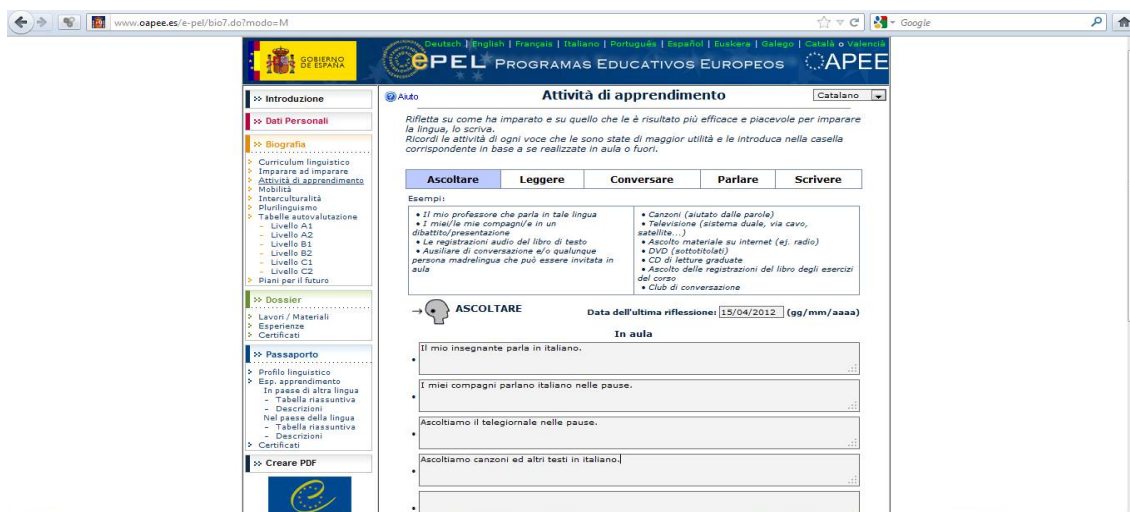 www.oapee.es/e-pel/bio7.do?modo=M
Google
Deutsch | English | Français | Italiano | Português | Español | Euskera | Galego | Català o Valencià
GOBIERNO
DE ESPAÑA
ePEL PROGRAMAS EDUCATIVOS EUROPEOS OAPEE
>> Introduzione
>> Dati Personali
>> Biografia
Curriculum linguistico
Imparare ad imparare
Attività di apprendimento
Mobilità
Interculturalità
Plurilinguismo
Tabelle autovalutazione
– Livello A1
– Livello A2
– Livello B1
– Livello B2
– Livello C1
– Livello C2
Piani per il futuro
>> Dossier
Lavori / Materiali
Esperienze
Certificati
>> Passaporto
Profilo linguistico
Esp. apprendimento
In paese di altra lingua
– Tabella riassuntiva
– Descrizioni
Nel paese della lingua
– Tabella riassuntiva
– Descrizioni
Certificati
>> Creare PDF
Aiuto
Attività di apprendimento
Catalano
Rifletta su come ha imparato e su quello che le è risultato più efficace e piacevole per imparare
la lingua, lo scriva.
Ricordi le attività di ogni voce che le sono state di maggior utilità e le introduca nella casella
corrispondente in base a se realizzate in aula o fuori.
Ascoltare Leggere Conversare Parlare Scrivere
Esempi:
• Il mio professore che parla in tale lingua
• I miei/le mie compagni/e in un
dibattito/presentazione
• Le registrazioni audio del libro di testo
• Ausiliare di conversazione e/o qualunque
persona madrelingua che può essere invitata in
aula
• Canzoni (aiutato dalle parole)
• Televisione (sistema duale, via cavo,
satellite...)
• Ascolto materiale su internet (ej. radio)
• DVD (sottotitolati)
• CD di letture graduate
• Ascolto delle registrazioni del libro degli esercizi
del corso
• Club di conversazione
→ ASCOLTARE
Data dell'ultima riflessione: 15/04/2012 (gg/mm/aaaa)
In aula
• Il mio insegnante parla in italiano.
• I miei compagni parlano italiano nelle pause.
• Ascoltiamo il telegiornale nelle pause.
• Ascoltiamo canzoni ed altri testi in italiano.